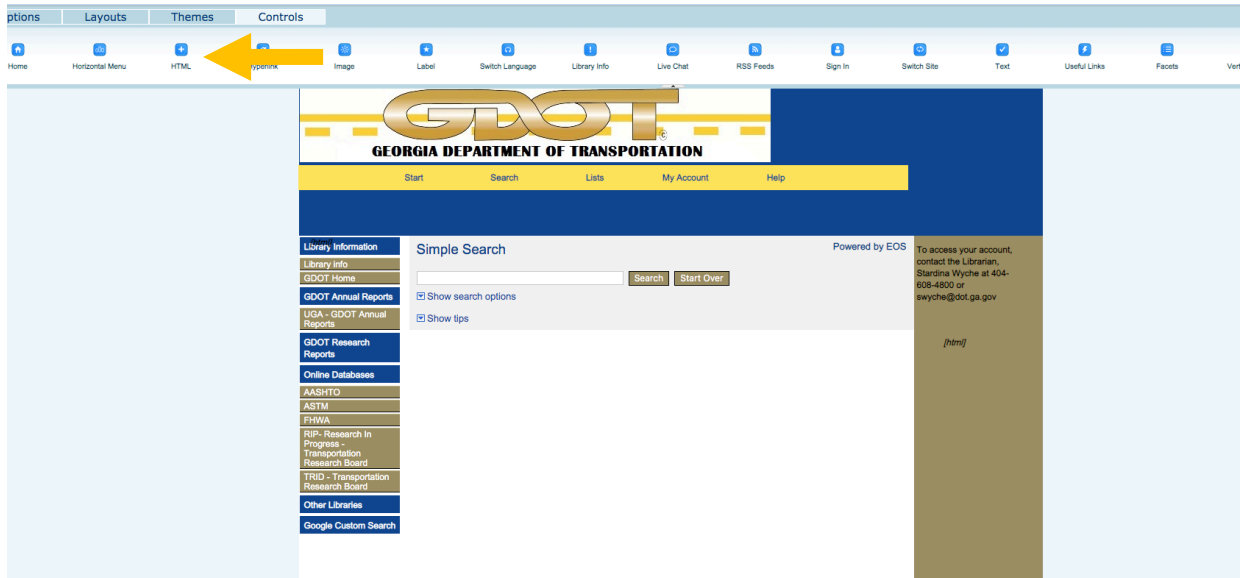 ptions Layouts Themes Controls
Home Horizontal Menu HTML Hyperlink Image Label Switch Language Library Info Live Chat RSS Feeds Sign In Switch Site Text Useful Links Facets Vert
GDOT
GEORGIA DEPARTMENT OF TRANSPORTATION
Start Search Lists My Account Help
Library Information
Library info
GDOT Home
GDOT Annual Reports
UGA - GDOT Annual
Reports
GDOT Research
Reports
Online Databases
AASHTO
ASTM
FHWA
RIP- Research In
Progress -
Transportation
Research Board
TRID - Transportation
Research Board
Other Libraries
Google Custom Search
Simple Search
Powered by EOS
Search Start Over
Show search options
Show tips
To access your account,
contact the Librarian,
Stardina Wyche at 404-
608-4800 or
swyche@dot.ga.gov
[html]